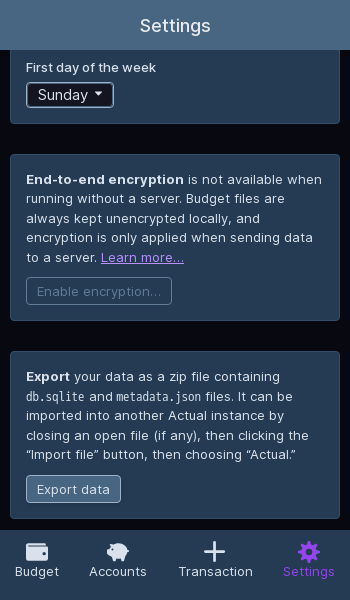 Settings
First day of the week
Sunday
End-to-end encryption is not available when
running without a server. Budget files are
always kept unencrypted locally, and
encryption is only applied when sending data
to a server. Learn more…
Enable encryption…
Export your data as a zip file containing
db.sqlite and metadata.json files. It can be
imported into another Actual instance by
closing an open file (if any), then clicking the
“Import file” button, then choosing “Actual.”
Export data
Budget Accounts Transaction Settings